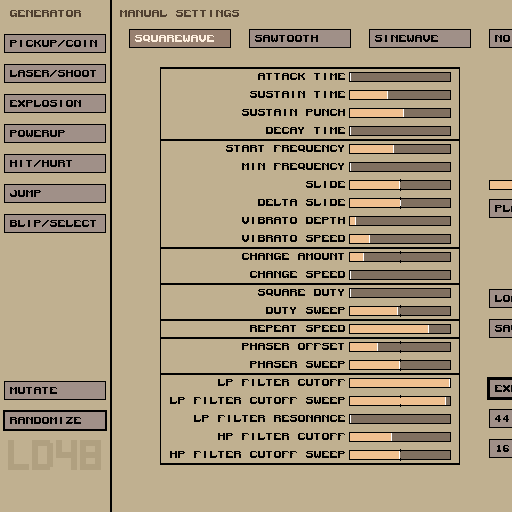 GENERATOR
PICKUP/COIN
LASER/SHOOT
EXPLOSION
POWERUP
HIT/HURT
JUMP
BLIP/SELECT
MUTATE
RANDOMIZE
LD48
MANUAL SETTINGS
SQUAREWAVE SAWTOOTH SINEWAVE NO
ATTACK TIME
SUSTAIN TIME
SUSTAIN PUNCH
DECAY TIME
START FREQUENCY
MIN FREQUENCY
SLIDE
DELTA SLIDE
VIBRATO DEPTH
VIBRATO SPEED
CHANGE AMOUNT
CHANGE SPEED
SQUARE DUTY
DUTY SWEEP
REPEAT SPEED
PHASER OFFSET
PHASER SWEEP
LP FILTER CUTOFF
LP FILTER CUTOFF SWEEP
LP FILTER RESONANCE
HP FILTER CUTOFF
HP FILTER CUTOFF SWEEP
PL
LO
SA
EX
44
16